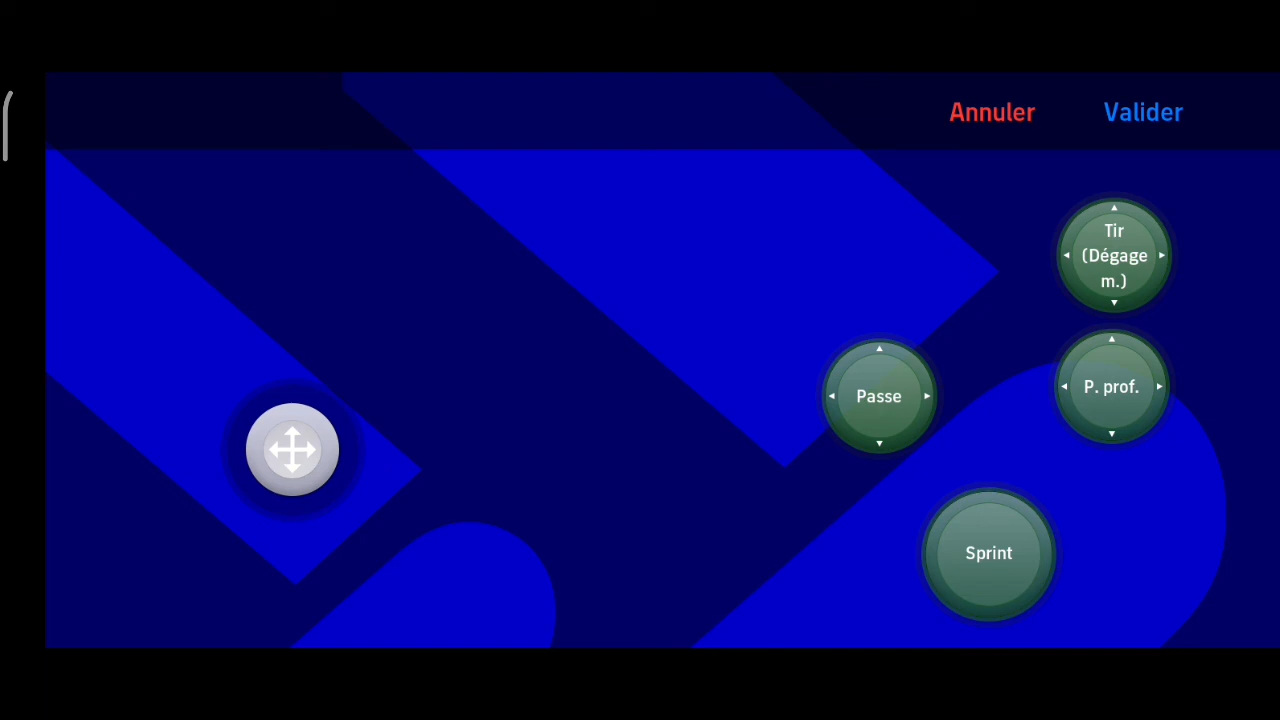 Annuler Valider
Tir
(Dégage
m.)
Passe
P. prof.
Sprint